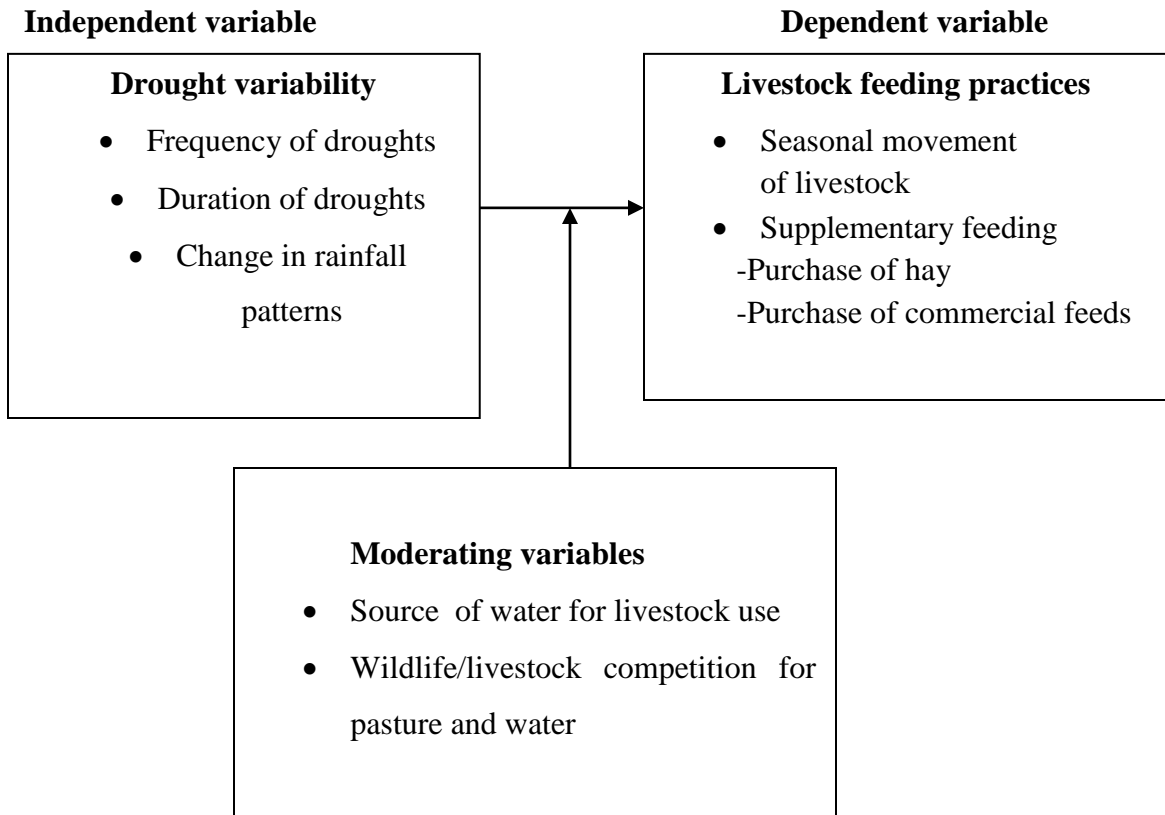 Independent variable
Drought variability
• Frequency of droughts
• Duration of droughts
• Change in rainfall
patterns
Dependent variable
Livestock feeding practices
• Seasonal movement
of livestock
• Supplementary feeding
-Purchase of hay
-Purchase of commercial feeds
Moderating variables
• Source of water for livestock use
• Wildlife/livestock competition for
pasture and water